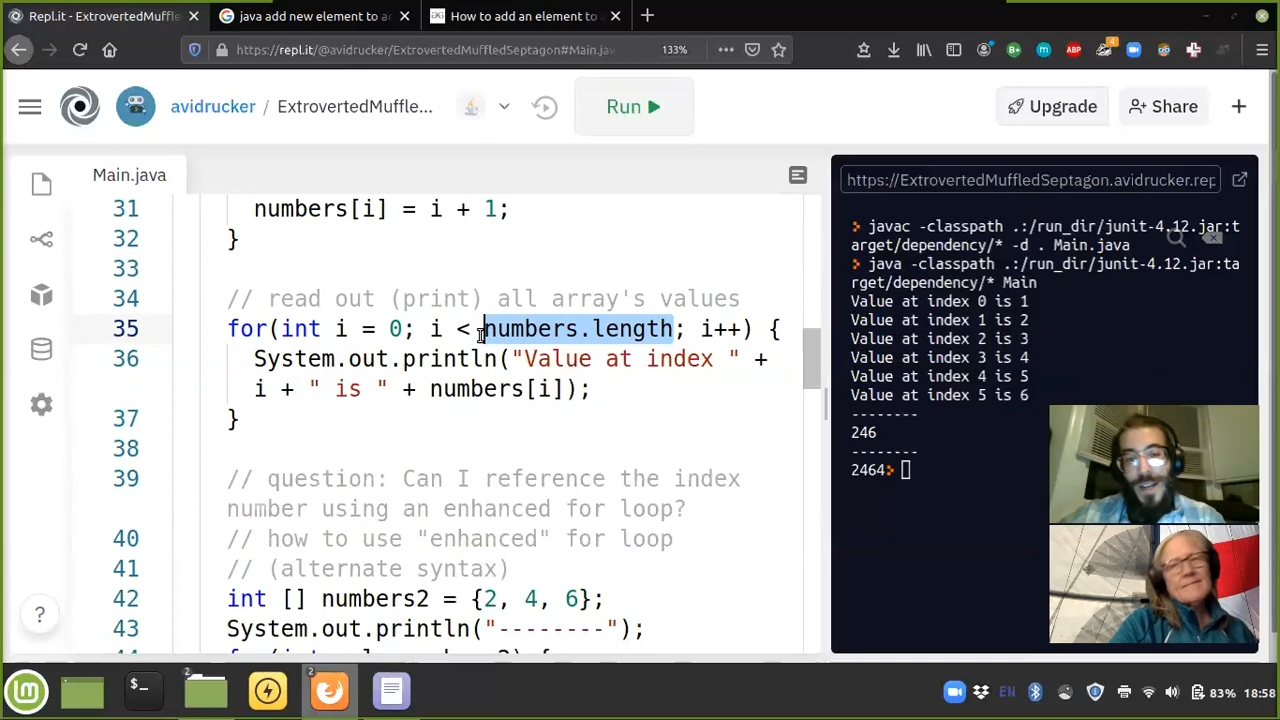 Repl.it - ExtrovertedMuffle
java add new element to a
How to add an element to
https://repl.it/@avidrucker/ExtrovertedMuffledSeptagon#Main.jav
133%
avidrucker / ExtrovertedMuffle...
Run
Upgrade
Share
Main.java
31 numbers[i] = i + 1;
32 }
33
34 // read out (print) all array's values
35 for(int i = 0; i < numbers.length; i++) {
36 System.out.println("Value at index " +
i + " is " + numbers[i]);
37 }
38
39 // question: Can I reference the index
number using an enhanced for loop?
40 // how to use "enhanced" for loop
41 // (alternate syntax)
42 int [] numbers2 = {2, 4, 6};
43 System.out.println("--------");
?
https://ExtrovertedMuffledSeptagon.avidrucker.rep
javac -classpath .:/run_dir/junit-4.12.jar:t
arget/dependency/* -d . Main.java
java -classpath .:/run_dir/junit-4.12.jar:ta
rget/dependency/* Main
Value at index 0 is 1
Value at index 1 is 2
Value at index 2 is 3
Value at index 3 is 4
Value at index 4 is 5
Value at index 5 is 6
--------
246
--------
2464
2
2
EN
83%
18:58